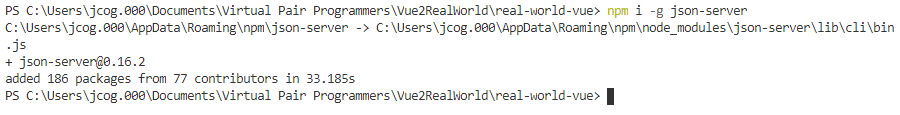 PS C:\Users\jcog.000\Documents\Virtual Pair Programmers\Vue2RealWorld\real-world-vue> npm i -g json-server
C:\Users\jcog.000\AppData\Roaming\npm\json-server -> C:\Users\jcog.000\AppData\Roaming\npm\node_modules\json-server\lib\cli\bin
.js
+ json-server@0.16.2
added 186 packages from 77 contributors in 33.185s
PS C:\Users\jcog.000\Documents\Virtual Pair Programmers\Vue2RealWorld\real-world-vue>